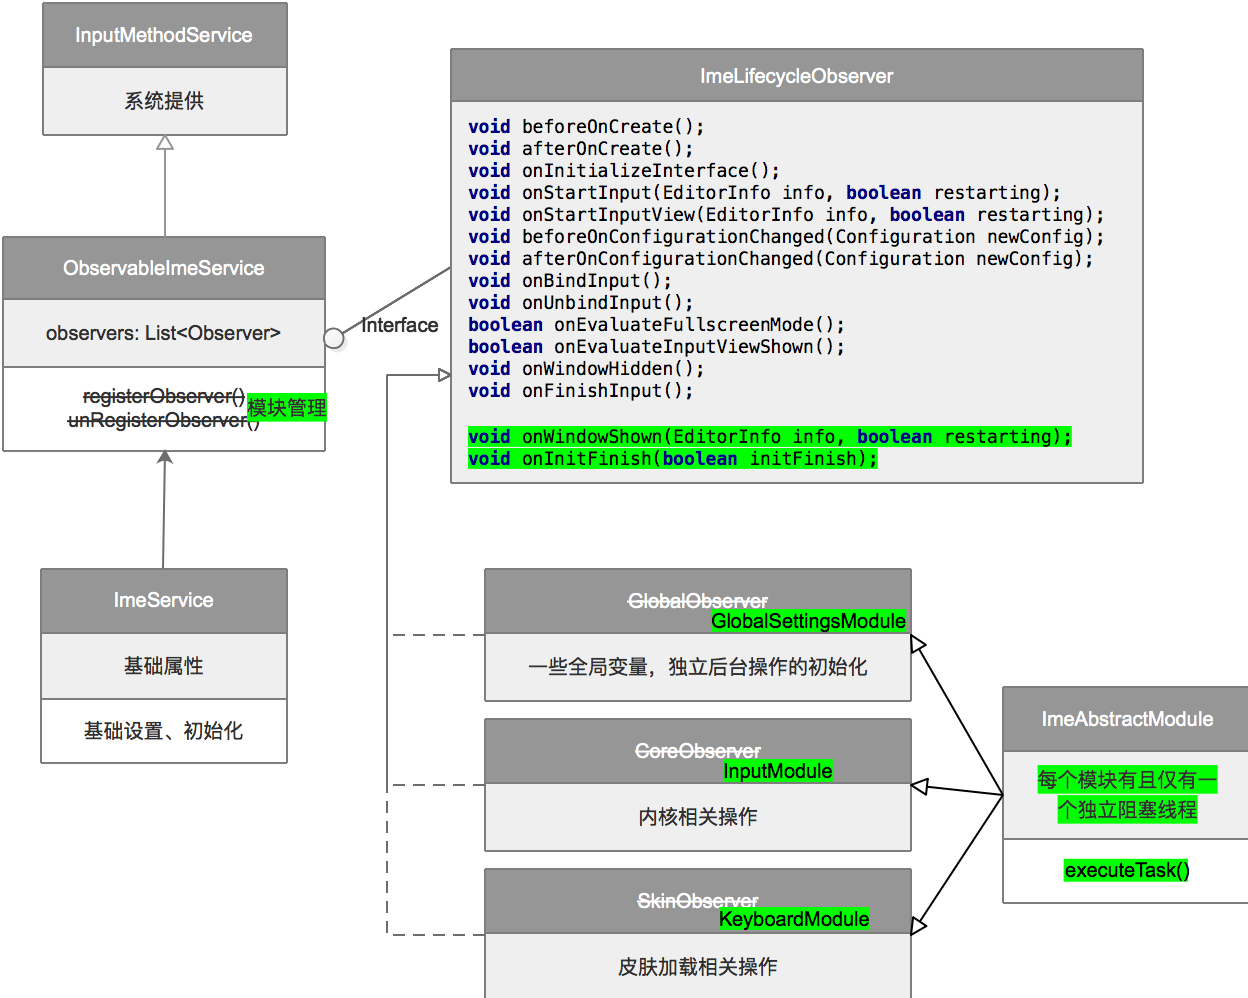 InputMethodService
系统提供
ObservableImeService
observers: List<Observer>
registerObserver()
unRegisterObserver()
模块管理
Interface
ImeService
基础属性
基础设置、初始化
ImeLifecycleObserver
void beforeOnCreate();
void afterOnCreate();
void onInitializeInterface();
void onStartInput(EditorInfo info, boolean restarting);
void onStartInputView(EditorInfo info, boolean restarting);
void beforeOnConfigurationChanged(Configuration newConfig);
void afterOnConfigurationChanged(Configuration newConfig);
void onBindInput();
void onUnbindInput();
boolean onEvaluateFullscreenMode();
boolean onEvaluateInputViewShown();
void onWindowHidden();
void onFinishInput();
void onWindowShown(EditorInfo info, boolean restarting);
void onInitFinish(boolean initFinish);
GlobalObserver
GlobalSettingsModule
一些全局变量，独立后台操作的初始化
CoreObserver
InputModule
内核相关操作
SkinObserver
KeyboardModule
皮肤加载相关操作
ImeAbstractModule
每个模块有且仅有一
个独立阻塞线程
executeTask()